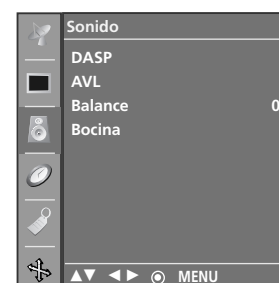 Sonido
DASP
AVL
Balance 0
Bocina
▲▼ ◄► ⦿ MENU